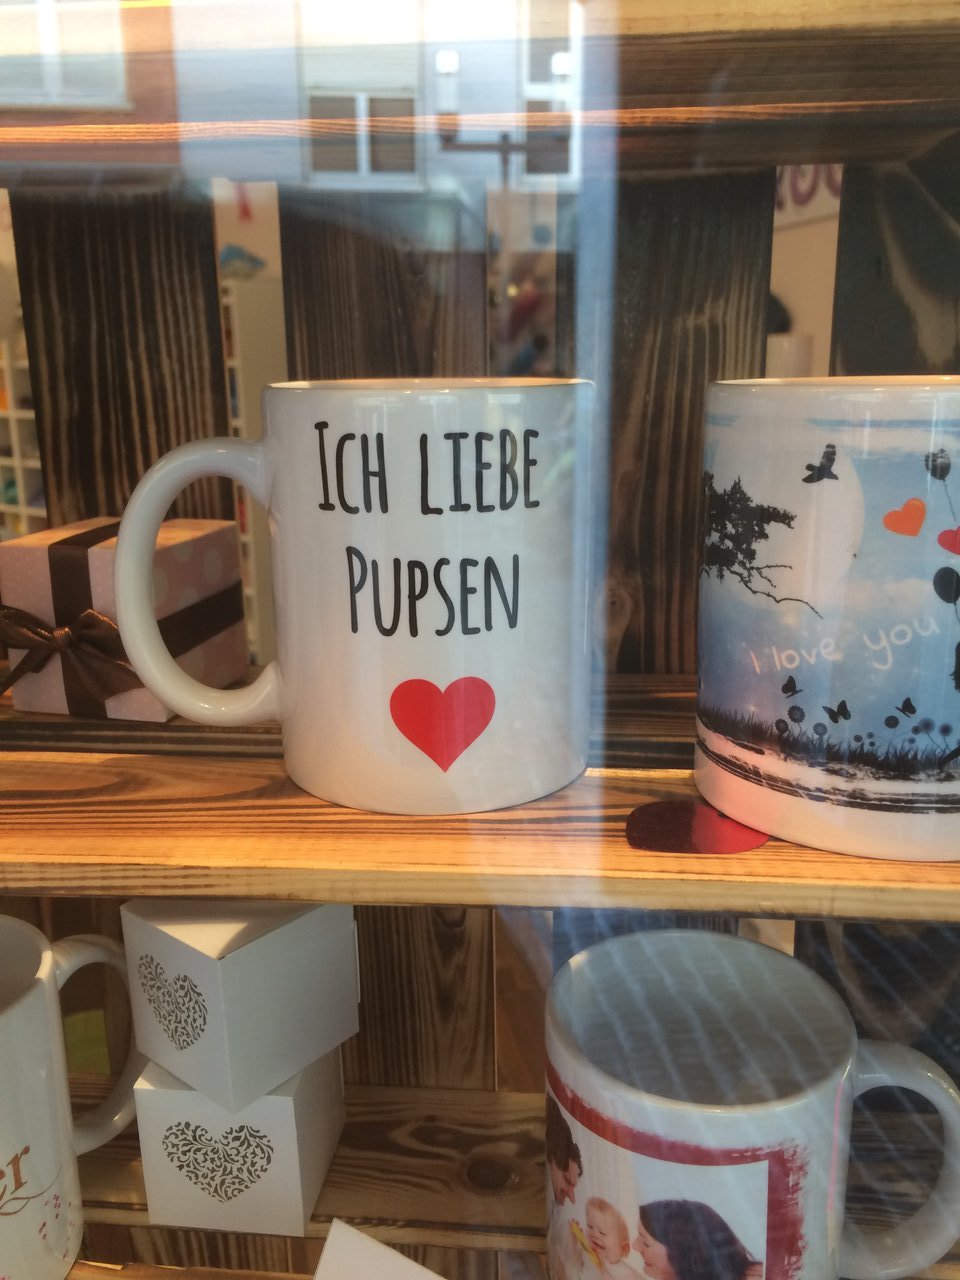 Ich liebe
Pupsen
I love you